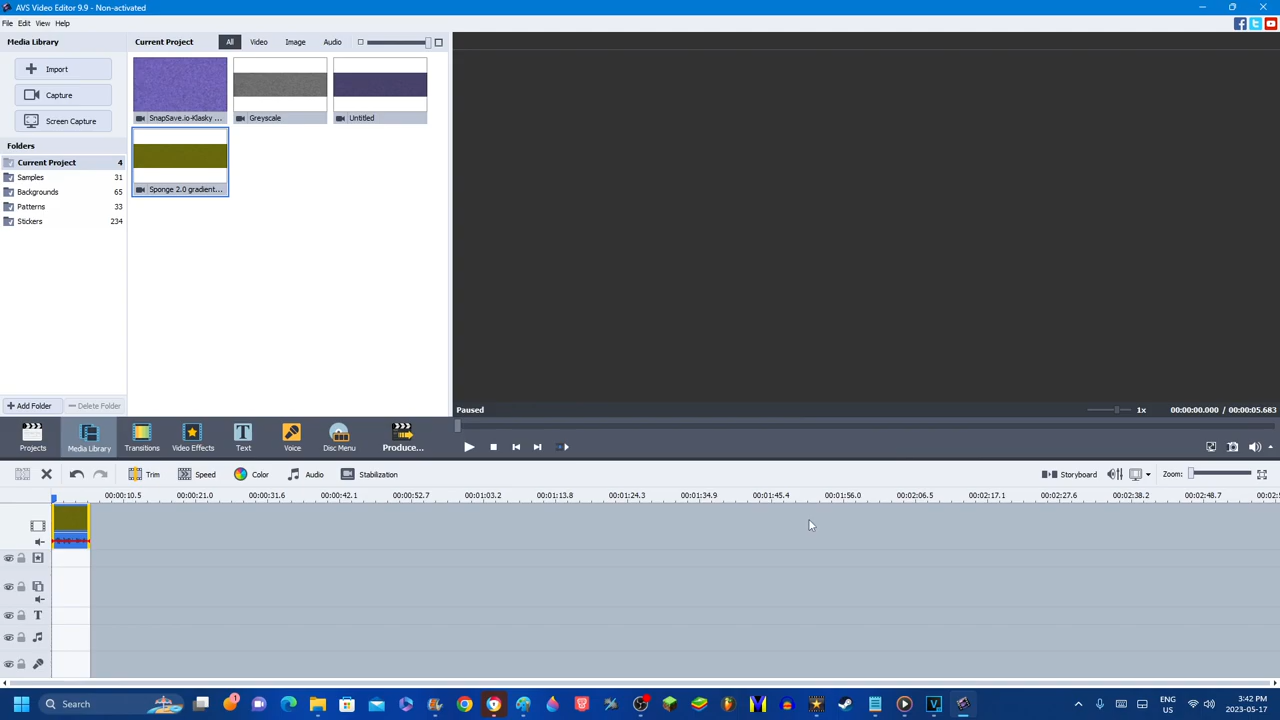 AVS Video Editor 9.9 - Non-activated
File Edit View Help
Media Library
Current Project All Video Image Audio
Import
Capture
Screen Capture
SnapSave.io-Klasky ... Greyscale Untitled
Sponge 2.0 gradient...
Folders
Current Project 4
Samples 31
Backgrounds 65
Patterns 33
Stickers 234
Add Folder Delete Folder
Paused 1x 00:00:00.000 / 00:00:05.683
Projects Media Library Transitions Video Effects Text Voice Disc Menu Produce...
Trim Speed Color Audio Stabilization Storyboard Zoom:
00:00:10.5 00:00:21.0 00:00:31.6 00:00:42.1 00:00:52.7 00:01:03.2 00:01:13.8 00:01:24.3 00:01:34.9 00:01:45.4 00:01:56.0 00:02:06.5 00:02:17.1 00:02:27.6 00:02:38.2 00:02:48.7
T
Search 1 ENG US 3:42 PM 2023-05-17